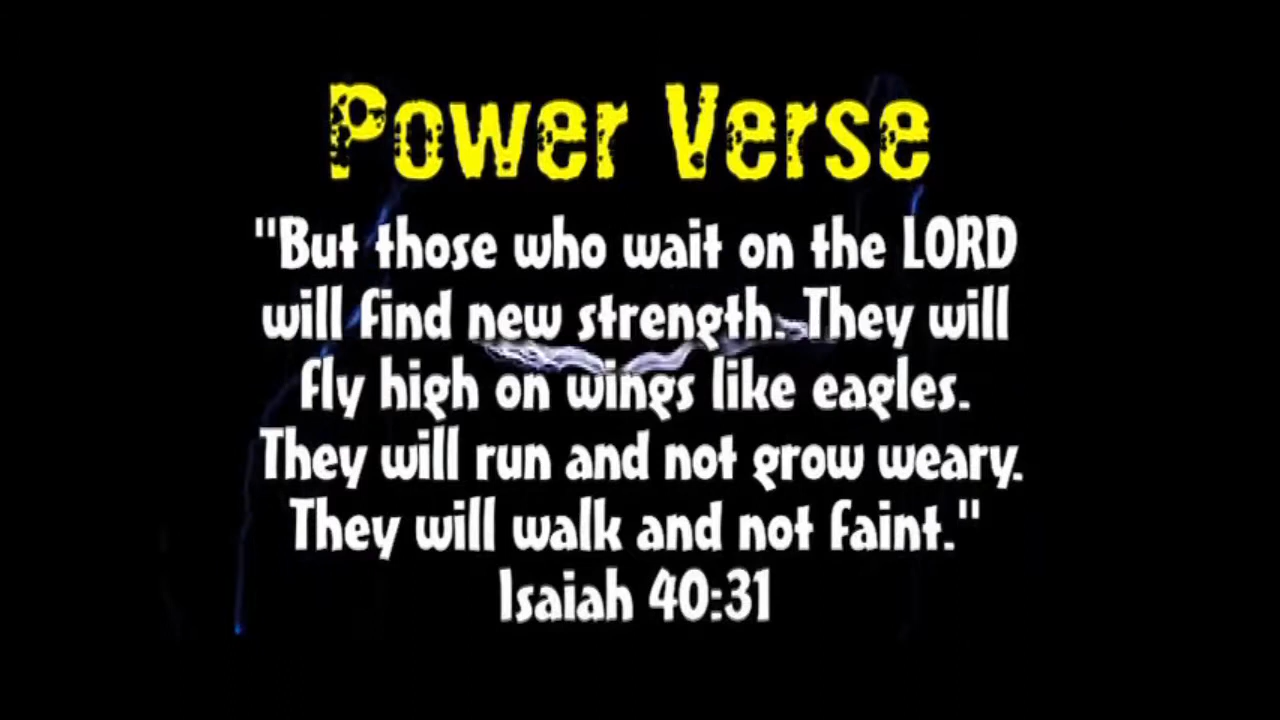 Power Verse
"But those who wait on the LORD
will find new strength. They will
fly high on wings like eagles.
They will run and not grow weary.
They will walk and not faint."
Isaiah 40:31